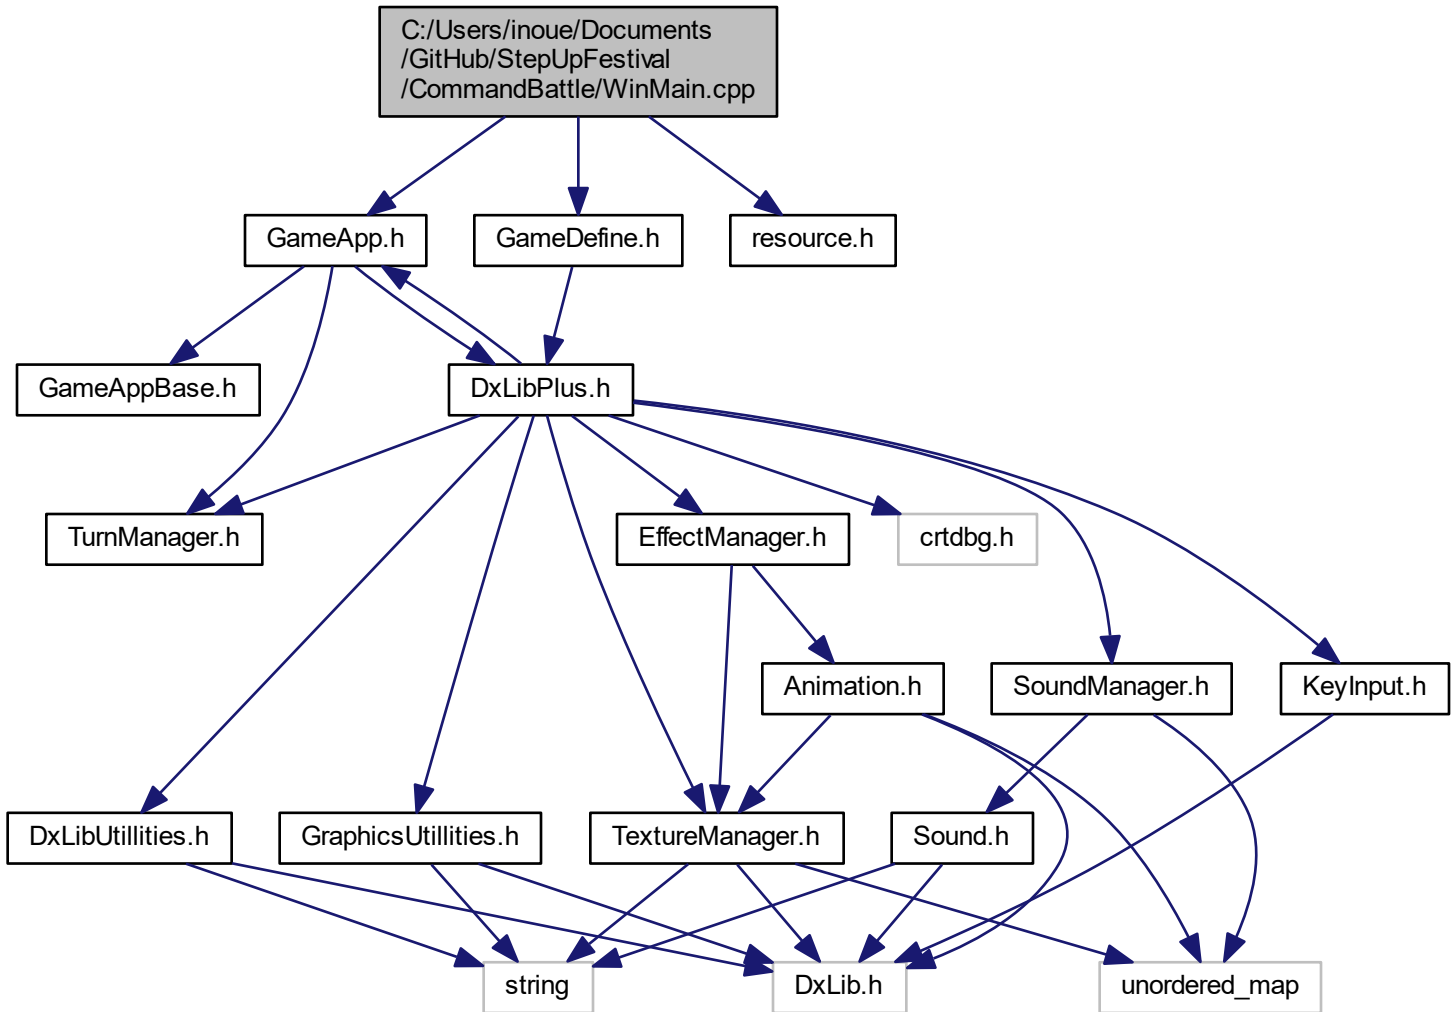 C:/Users/inoue/Documents
/GitHub/StepUpFestival
/CommandBattle/WinMain.cpp
GameApp.h
GameDefine.h
resource.h
GameAppBase.h
DxLibPlus.h
TurnManager.h
EffectManager.h
crtdbg.h
Animation.h
SoundManager.h
KeyInput.h
DxLibUtillities.h
GraphicsUtillities.h
TextureManager.h
Sound.h
string
DxLib.h
unordered_map